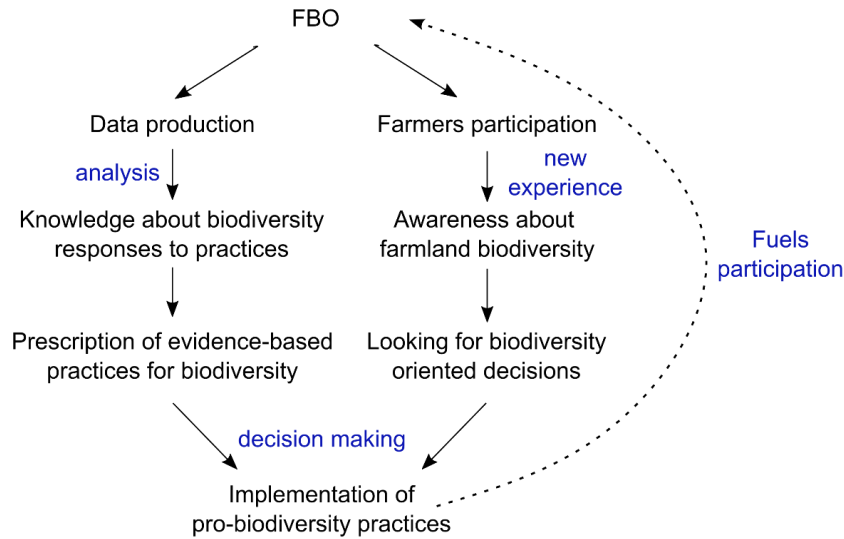 FBO
Data production
Farmers participation
analysis
new
experience
Knowledge about biodiversity
responses to practices
Awareness about
farmland biodiversity
Fuels
participation
Prescription of evidence-based
practices for biodiversity
Looking for biodiversity
oriented decisions
decision making
Implementation of
pro-biodiversity practices